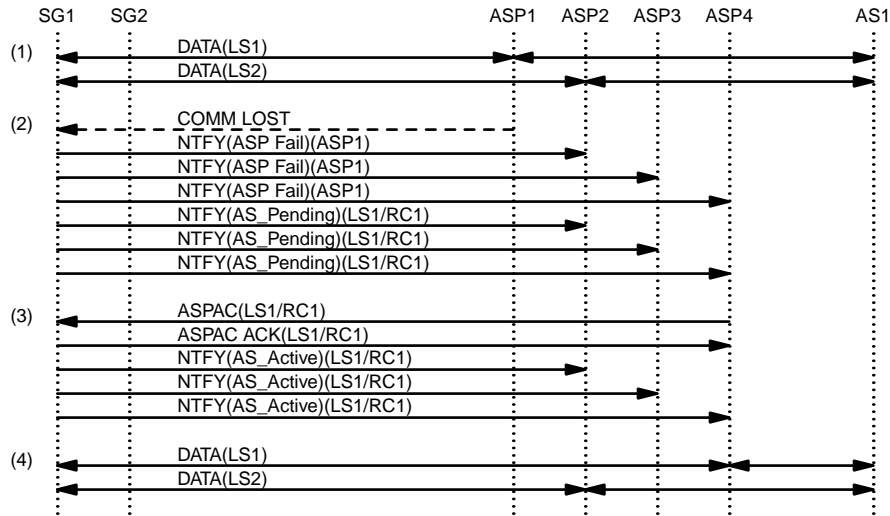 SG1 SG2 ASP1 ASP2 ASP3 ASP4 AS1
(1) DATA(LS1)
DATA(LS2)
(2) COMM LOST
NTFY(ASP Fail)(ASP1)
NTFY(ASP Fail)(ASP1)
NTFY(ASP Fail)(ASP1)
NTFY(AS_Pending)(LS1/RC1)
NTFY(AS_Pending)(LS1/RC1)
NTFY(AS_Pending)(LS1/RC1)
(3) ASPAC(LS1/RC1)
ASPAC ACK(LS1/RC1)
NTFY(AS_Active)(LS1/RC1)
NTFY(AS_Active)(LS1/RC1)
NTFY(AS_Active)(LS1/RC1)
(4) DATA(LS1)
DATA(LS2)